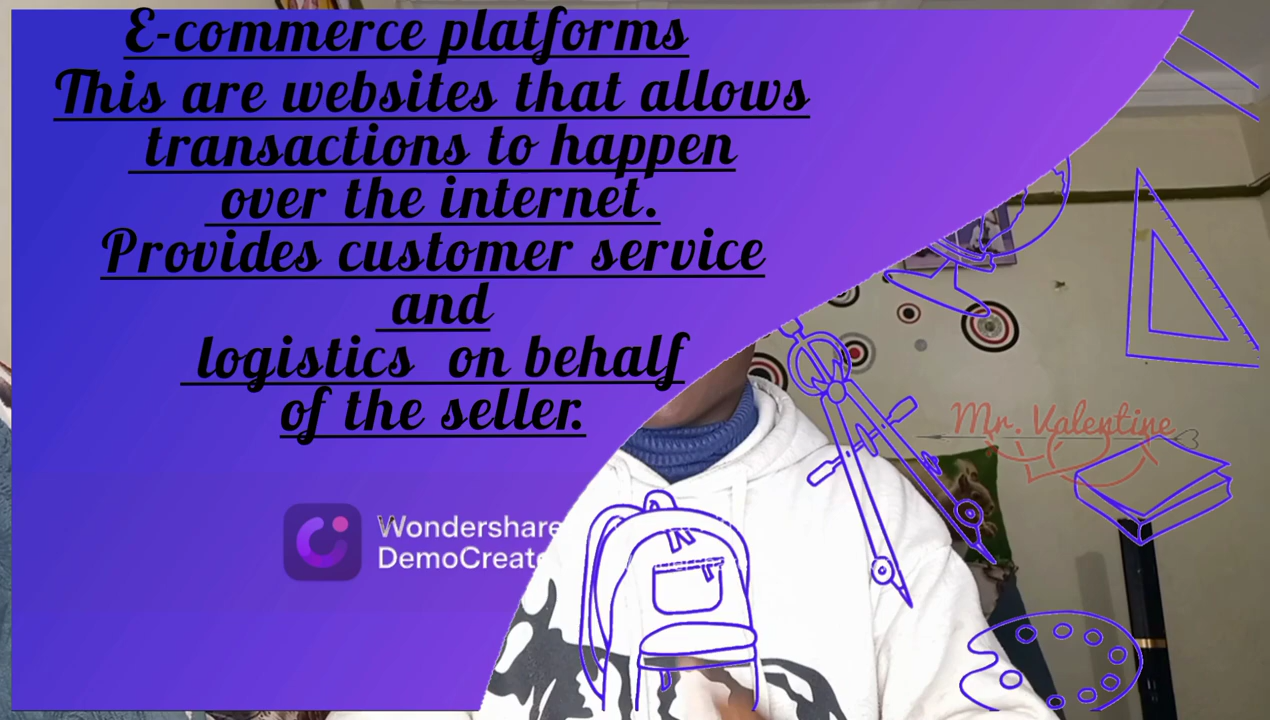 E-commerce platforms
This are websites that allows
transactions to happen
over the internet.
Provides customer service
and
logistics on behalf
of the seller.
Wondershare
Mr. Valentine